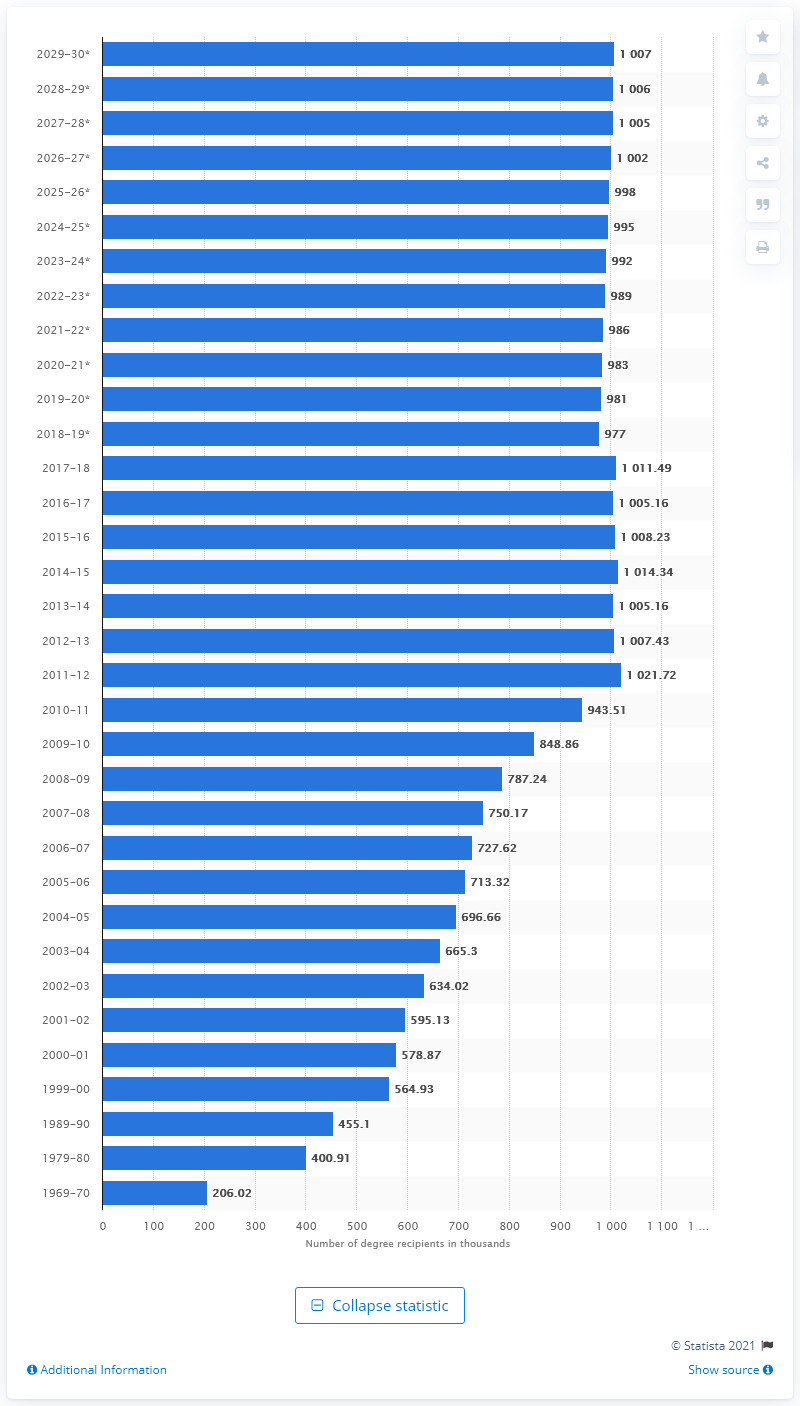 2029-30* 1 007
2028-29* 1 006
2027-28* 1 005
2026-27* 1 002
2025-26* 998
2024-25* 995
2023-24* 992
2022-23* 989
2021-22* 986
2020-21* 983
2019-20* 981
2018-19* 977
2017-18 1 011.49
2016-17 1 005.16
2015-16 1 008.23
2014-15 1 014.34
2013-14 1 005.16
2012-13 1 007.43
2011-12 1 021.72
2010-11 943.51
2009-10 848.86
2008-09 787.24
2007-08 750.17
2006-07 727.62
2005-06 713.32
2004-05 696.66
2003-04 665.3
2002-03 634.02
2001-02 595.13
2000-01 578.87
1999-00 564.93
1989-90 455.1
1979-80 400.91
1969-70 206.02
0 100 200 300 400 500 600 700 800 900 1 000 1 100 1 ...
Number of degree recipients in thousands
Collapse statistic
© Statista 2021
Additional Information Show source